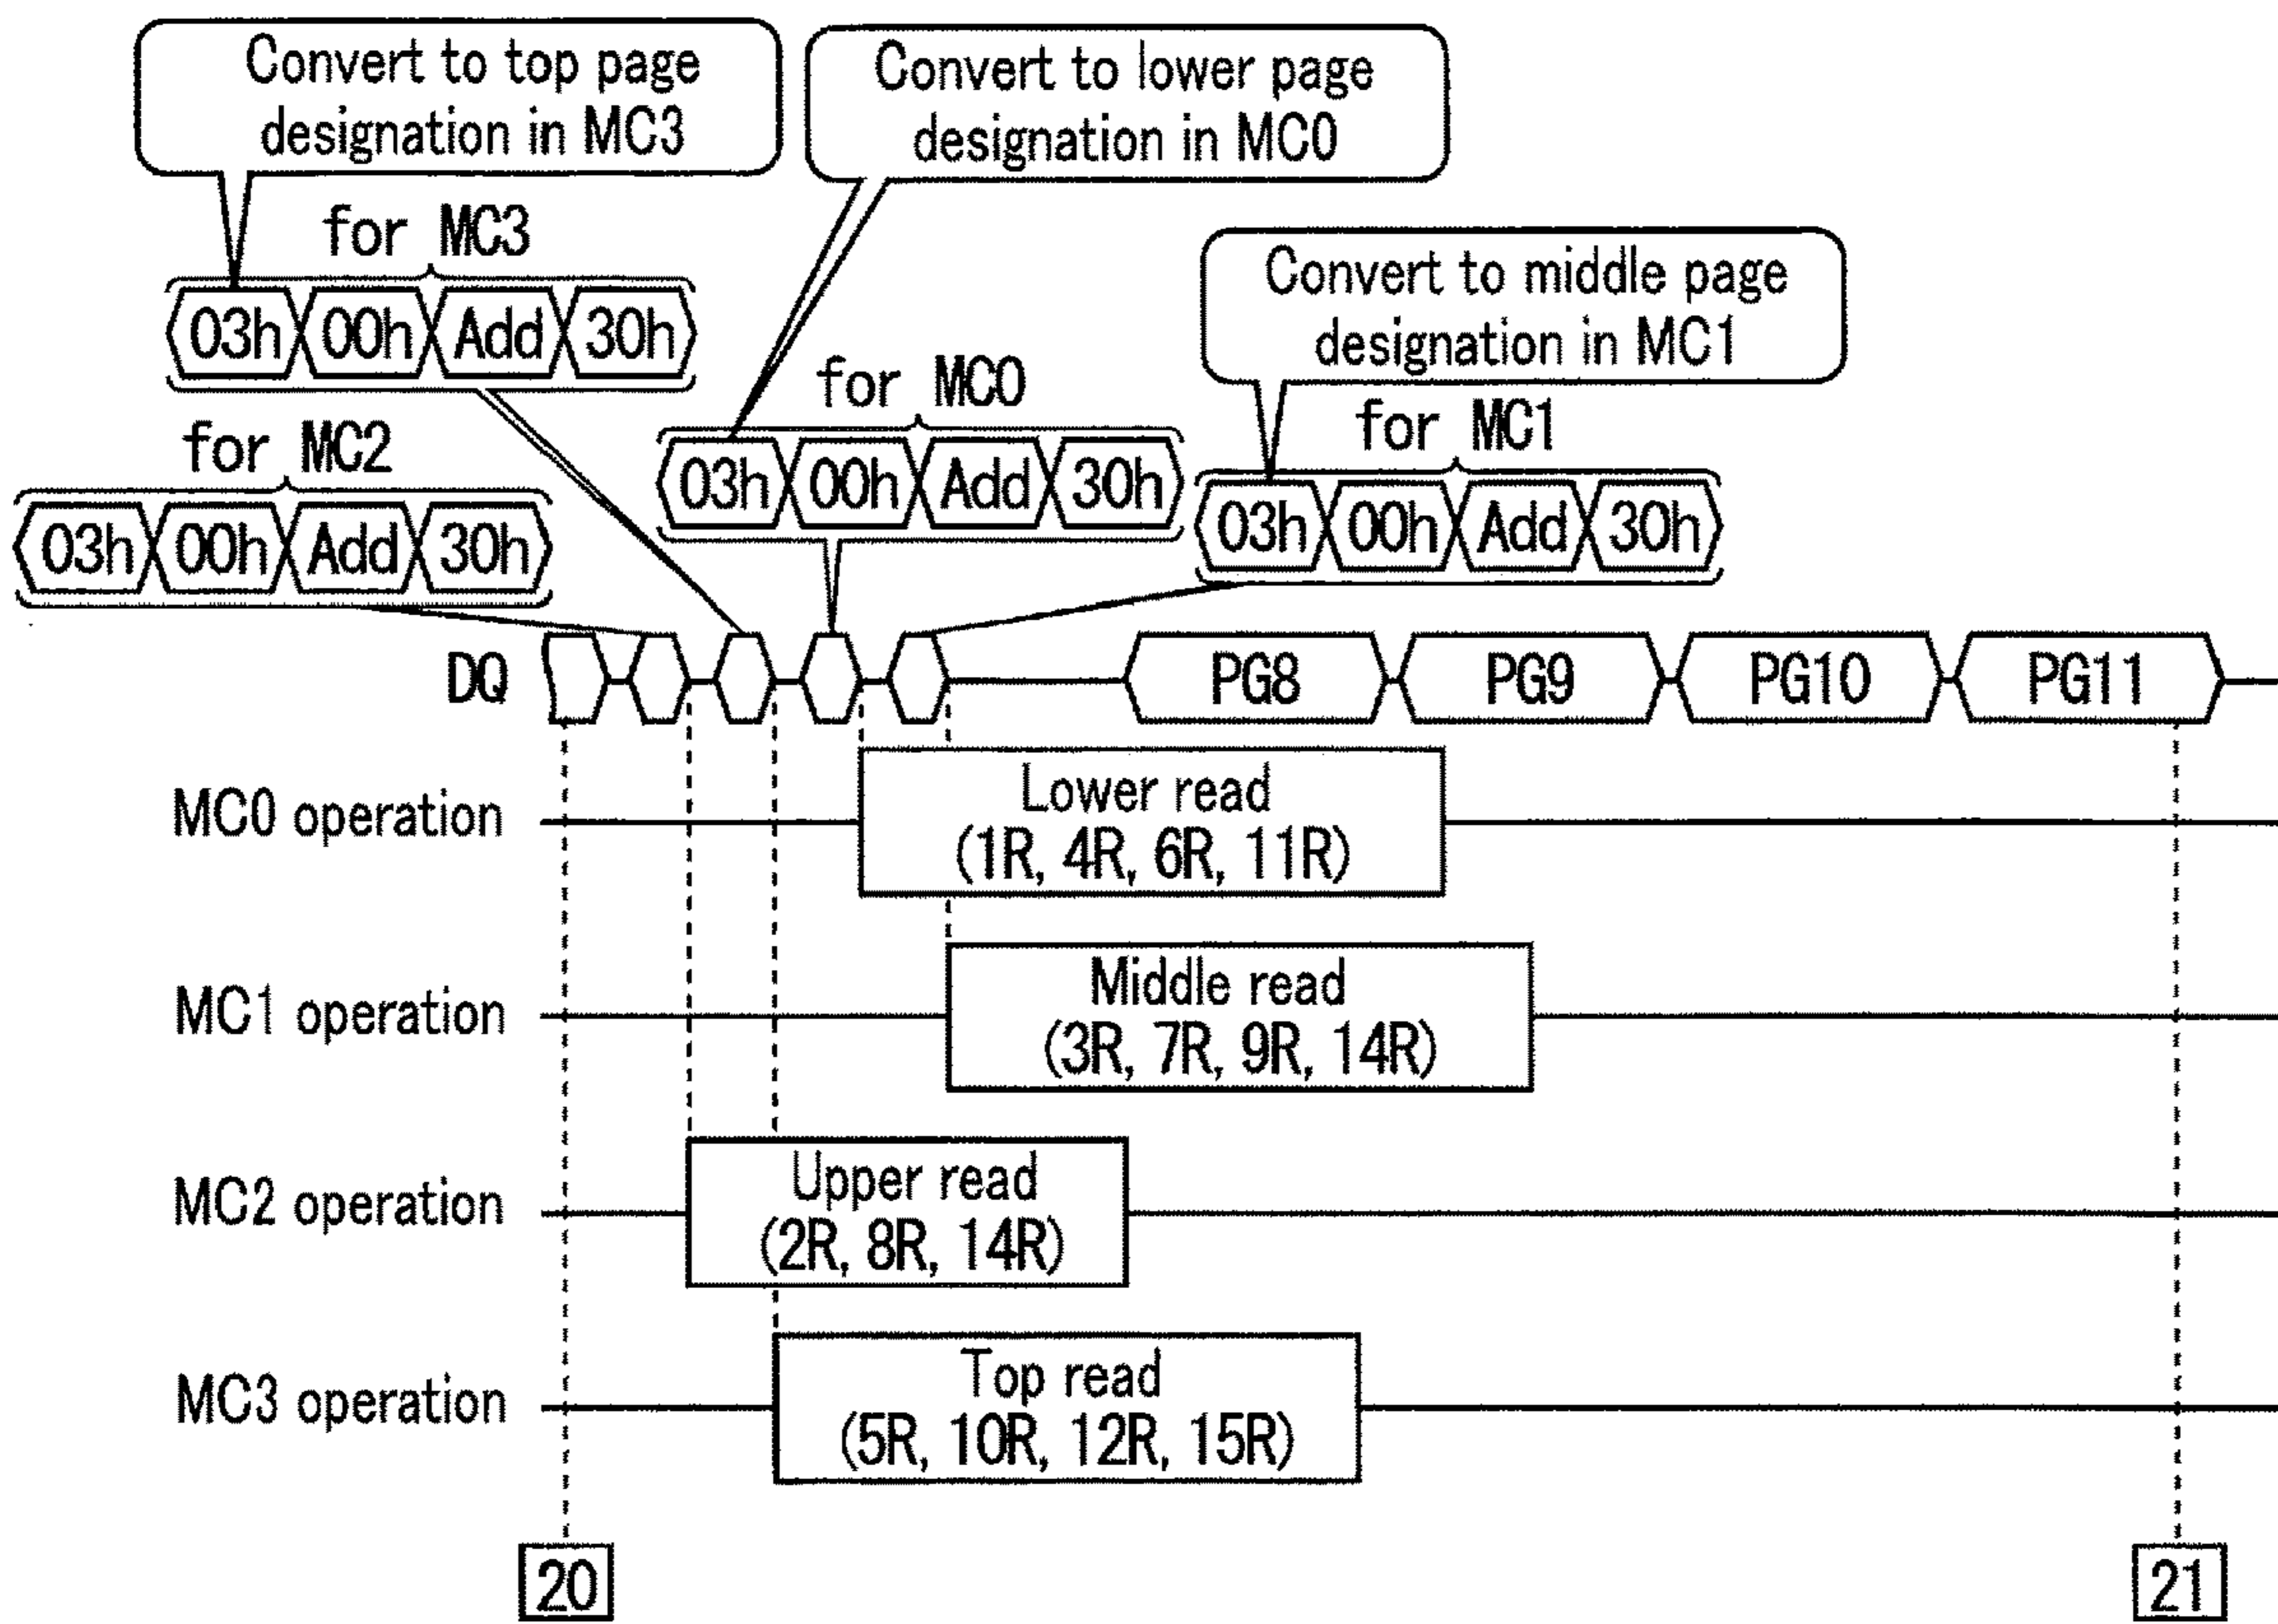 Convert to top page
designation in MC3
Convert to lower page
designation in MC0
for MC3
03h 00h Add 30h
Convert to middle page
designation in MC1
for MC0
03h 00h Add 30h
for MC1
03h 00h Add 30h
for MC2
03h 00h Add 30h
DQ PG8 PG9 PG10 PG11
MC0 operation
Lower read
(1R, 4R, 6R, 11R)
MC1 operation
Middle read
(3R, 7R, 9R, 14R)
MC2 operation
Upper read
(2R, 8R, 14R)
MC3 operation
Top read
(5R, 10R, 12R, 15R)
20 21